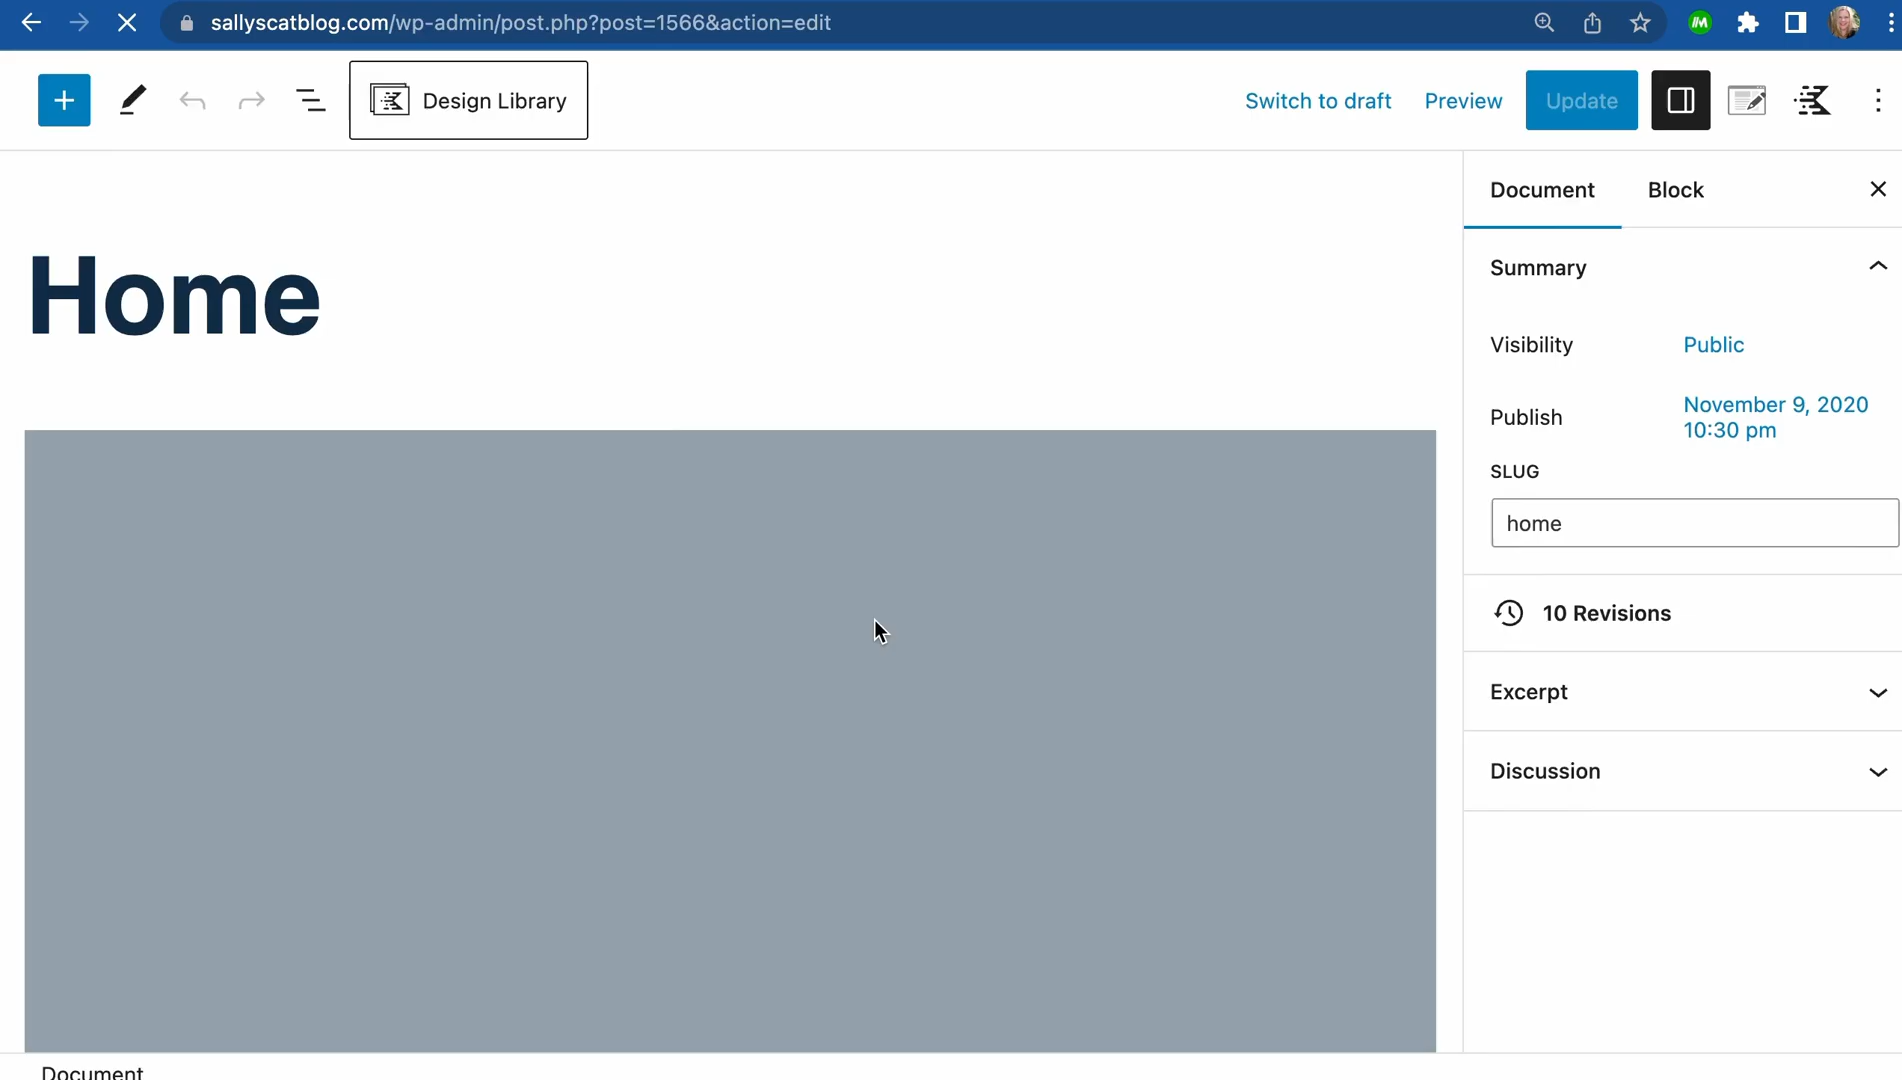 sallyscatblog.com/wp-admin/post.php?post=1566&action=edit
Design Library
Switch to draft
Preview
Update
Document
Block
Summary
Home
Visibility
Public
Publish
November 9, 2020
10:30 pm
SLUG
home
10 Revisions
Excerpt
Discussion
Document